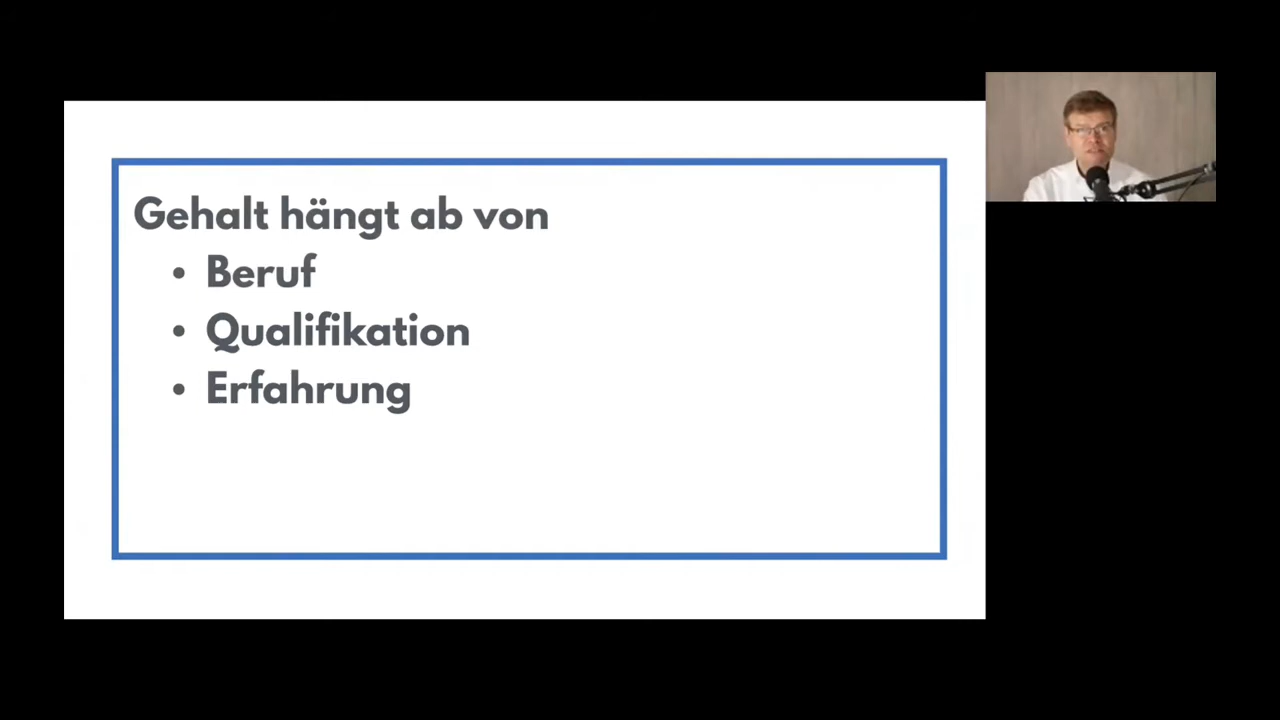 Gehalt hängt ab von
• Beruf
• Qualifikation
• Erfahrung